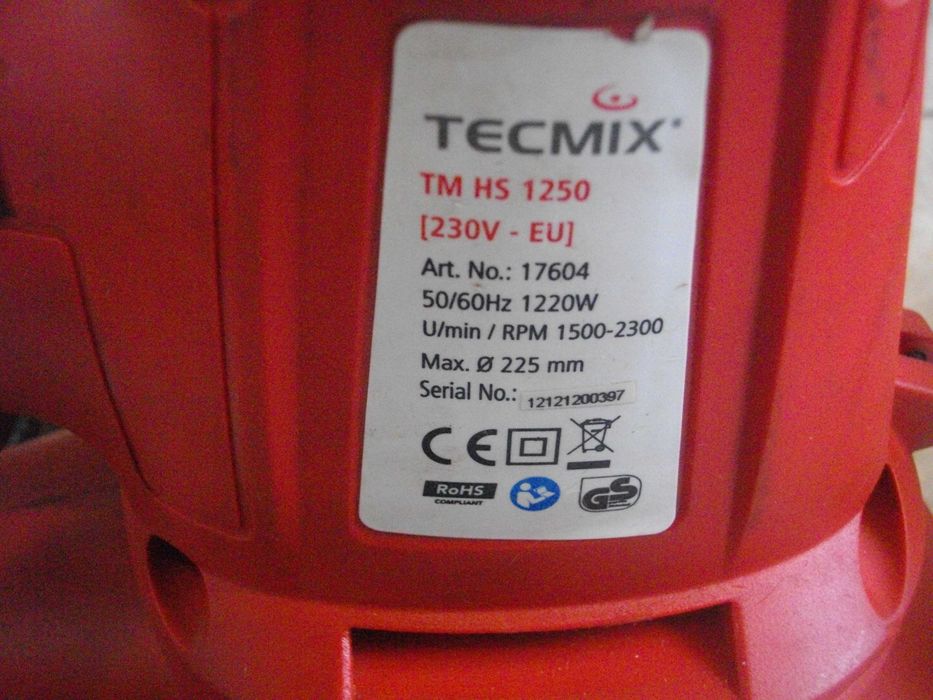 TECMIX
TM HS 1250
[230V - EU]
Art. No.: 17604
50/60Hz 1220W
U/min / RPM 1500-2300
Max. Ø 225 mm
Serial No.: 12121200397
CE
RoHS
COMPLIANT
GS